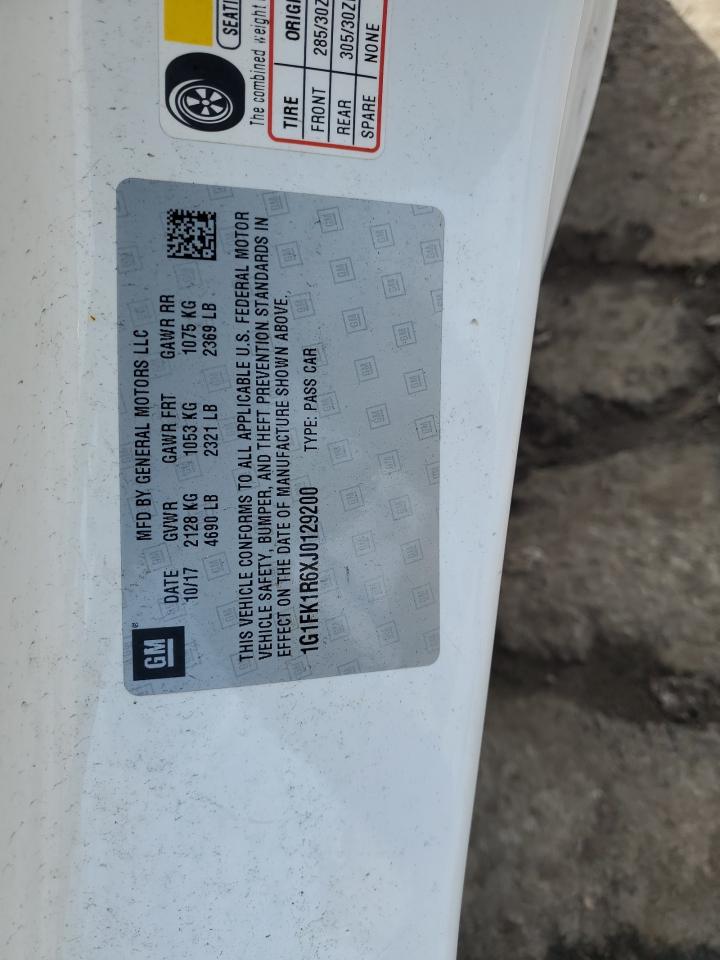 GM
MFD BY GENERAL MOTORS LLC
DATE GVWR GAWR FRT GAWR RR
10/17 2128 KG 1053 KG 1075 KG
4690 LB 2321 LB 2369 LB
THIS VEHICLE CONFORMS TO ALL APPLICABLE U.S. FEDERAL MOTOR
VEHICLE SAFETY, BUMPER, AND THEFT PREVENTION STANDARDS IN
EFFECT ON THE DATE OF MANUFACTURE SHOWN ABOVE.
1G1FK1R6XJ0129200 TYPE: PASS CAR
The combined weight
TIRE
FRONT 285/30Z
REAR 305/30Z
SPARE NONE